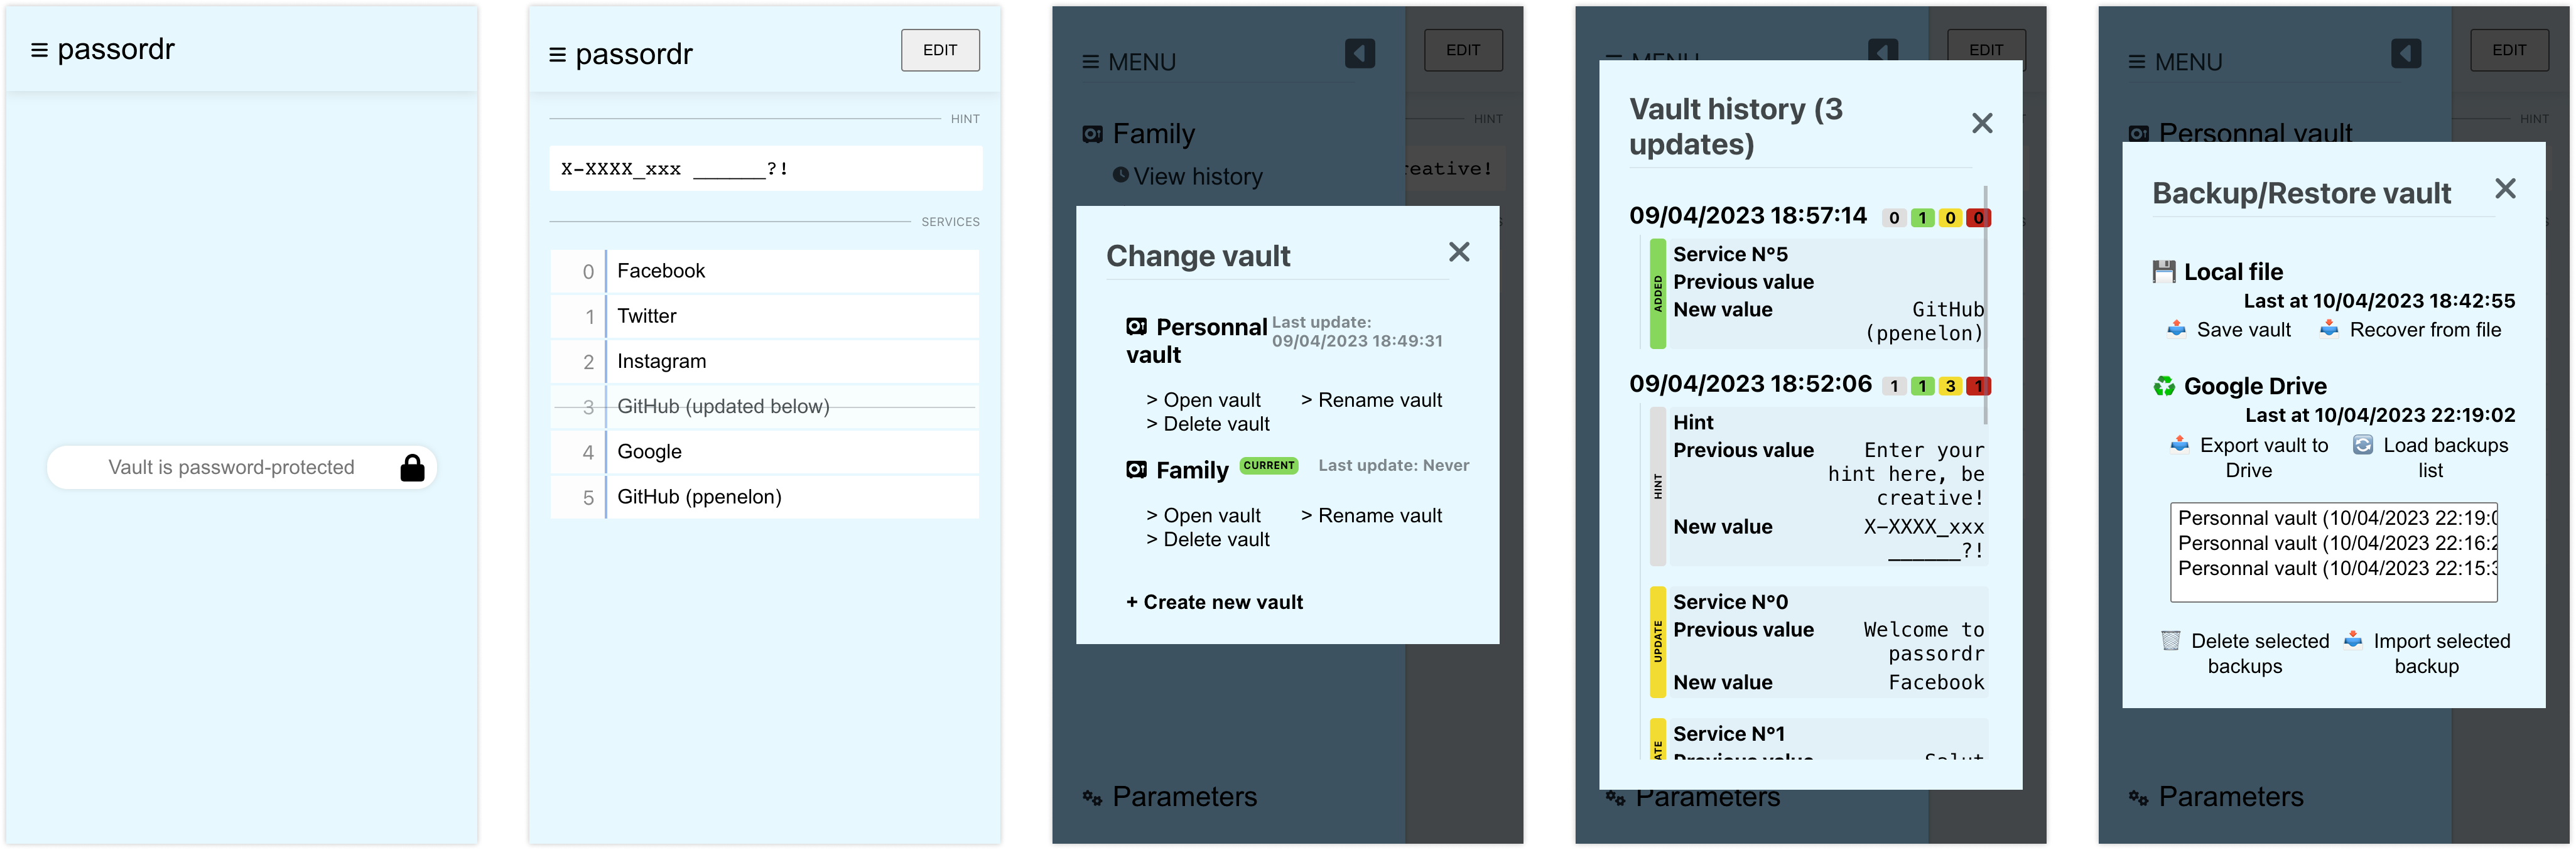 passordr
Vault is password-protected
passordr
EDIT
HINT
X-XXXX_xxx ______?!
SERVICES
0 Facebook
1 Twitter
2 Instagram
3 GitHub (updated below)
4 Google
5 GitHub (ppenelon)
MENU
EDIT
HINT
Family
View history
reative!
Change vault
Personnal
vault
Last update:
09/04/2023 18:49:31
> Open vault > Rename vault
> Delete vault
Family CURRENT Last update: Never
> Open vault > Rename vault
> Delete vault
+ Create new vault
Parameters
MENU
EDIT
Vault history (3
updates)
09/04/2023 18:57:14 0 1 0 0
ADDED
Service N°5
Previous value
New value GitHub
(ppenelon)
09/04/2023 18:52:06 1 1 3 1
HINT
Hint
Previous value Enter your
hint here, be
creative!
New value X-XXXX_xxx
______?!
UPDATE
Service N°0
Previous value Welcome to
passordr
New value Facebook
ATE
Service N°1
Previous value Salut
Parameters
MENU
EDIT
HINT
Personnal vault
Backup/Restore vault
Local file
Last at 10/04/2023 18:42:55
Save vault Recover from file
Google Drive
Last at 10/04/2023 22:19:02
Export vault to
Drive
Load backups
list
Personnal vault (10/04/2023 22:19:0
Personnal vault (10/04/2023 22:16:2
Personnal vault (10/04/2023 22:15:3
Delete selected
backups
Import selected
backup
Parameters